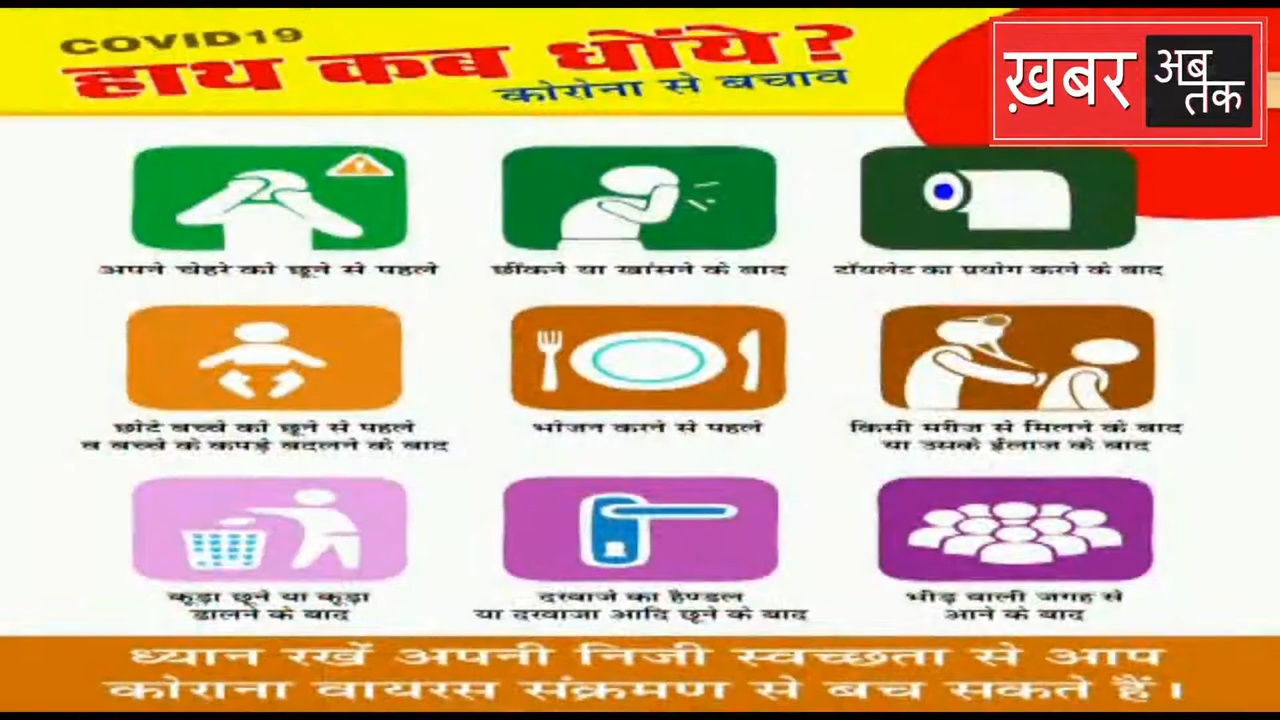 COVID19
हाथ कब धोंये?
कोरोना से बचाव
ख़बर
अब
तक
अपने चेहरे को छूने से पहले
छींकने या खांसने के बाद
टॉयलेट का प्रयोग करने के बाद
छोटे बच्चे को छूने से पहले
व बच्चे के कपड़े बदलने के बाद
भोजन करने से पहले
किसी मरीज से मिलने के बाद
या उसके ईलाज के बाद
कूड़ा छूने या कूड़ा
डालने के बाद
दरवाजे का हैण्डल
या दरवाजा आदि छूने के बाद
भीड़ वाली जगह से
आने के बाद
ध्यान रखें अपनी निजी स्वच्छता से आप
कोराना वायरस संक्रमण से बच सकते हैं।